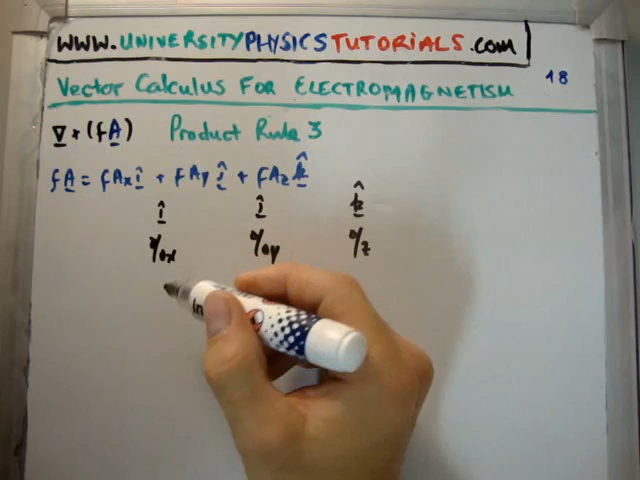 WWW.UNIVERSITYPHYSICSTUTORIALS.COM
Vector Calculus For ELECTROMAGNETISM 18
∇ × (fA) Product Rule 3
fA = fAx î + fAy ĵ + fAz k̂
î ĵ k̂
∂/∂x ∂/∂y ∂/z